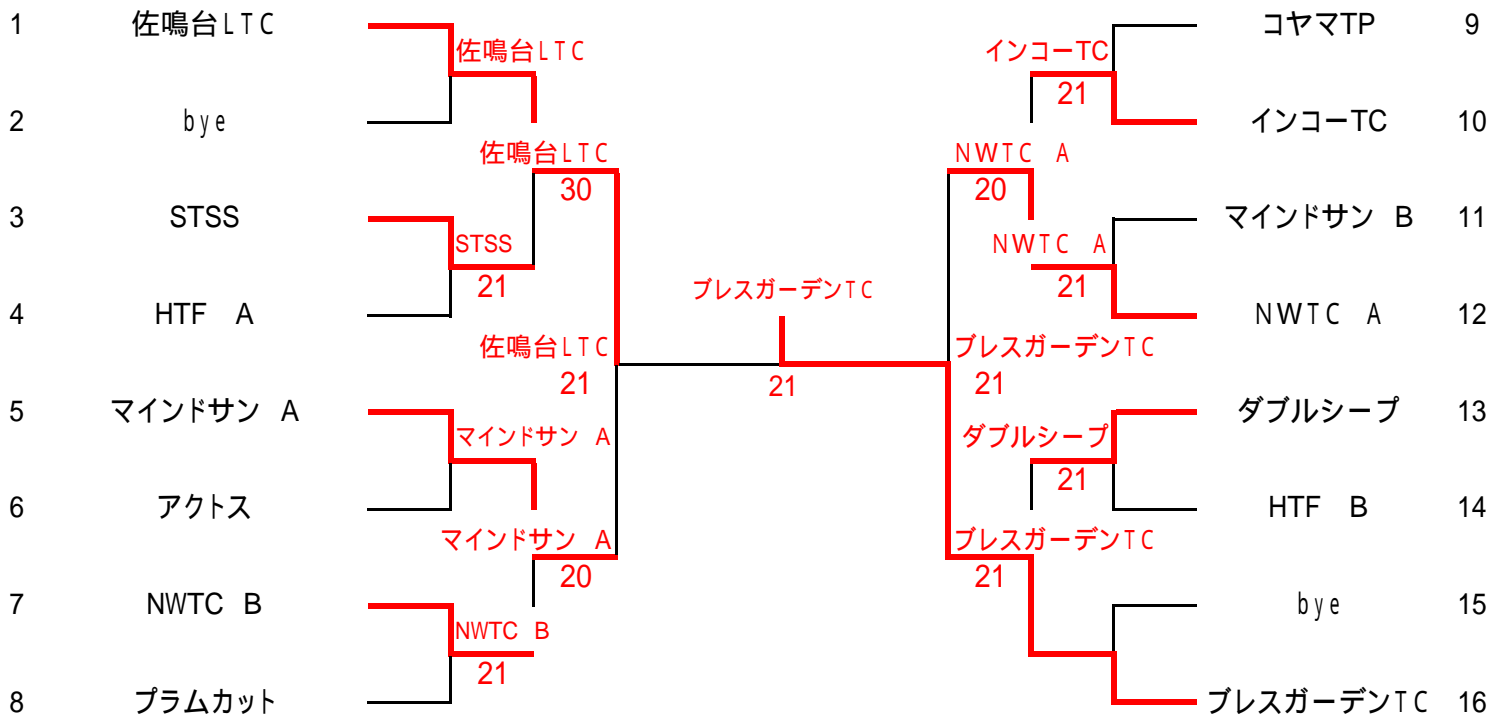 1 佐鳴台LTC
コヤマTP 9
佐鳴台LTC
インコーTC
21
2 bye
インコーTC 10
佐鳴台LTC
30
NWTC A
20
3 STSS
マインドサン B 11
STSS
21
NWTC A
21
4 HTF A
ブレスガーデンTC
NWTC A 12
佐鳴台LTC
21
21
ブレスガーデンTC
21
5 マインドサン A
ダブルシープ 13
マインドサン A
ダブルシープ
21
6 アクトス
HTF B 14
マインドサン A
20
ブレスガーデンTC
21
7 NWTC B
bye 15
NWTC B
21
8 プラムカット
ブレスガーデンTC 16